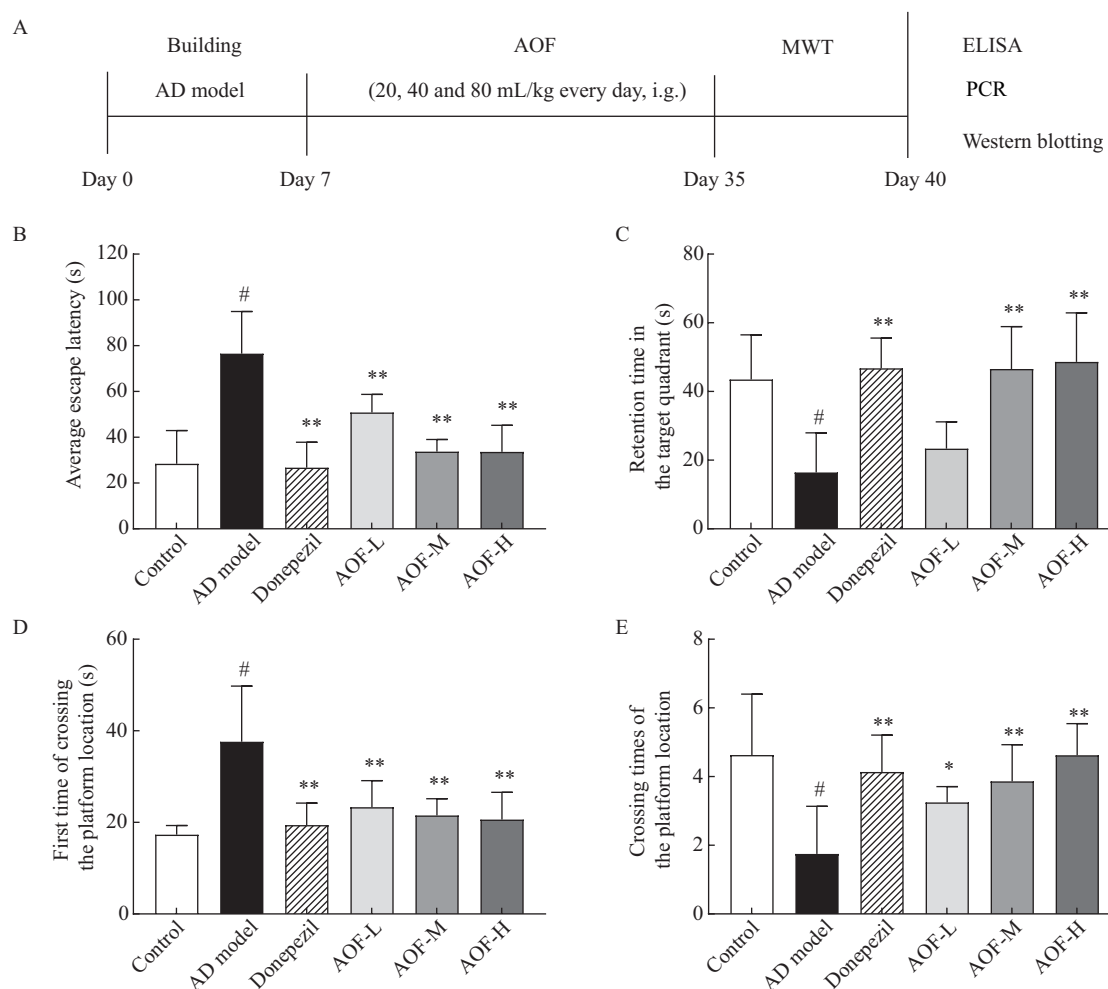 A
Building
AOF
MWT
ELISA
AD model
(20, 40 and 80 mL/kg every day, i.g.)
PCR
Western blotting
Day 0
Day 7
Day 35
Day 40
B
Average escape latency (s)
120
100
80
60
40
20
0
#
**
**
**
**
Control
AD model
Donepezil
AOF-L
AOF-M
AOF-H
C
Retention time in
the target quadrant (s)
80
60
40
20
0
#
**
**
**
Control
AD model
Donepezil
AOF-L
AOF-M
AOF-H
D
First time of crossing
the platform location (s)
60
40
20
0
#
**
**
**
**
Control
AD model
Donepezil
AOF-L
AOF-M
AOF-H
E
Crossing times of
the platform location
8
6
4
2
0
#
**
*
**
**
Control
AD model
Donepezil
AOF-L
AOF-M
AOF-H